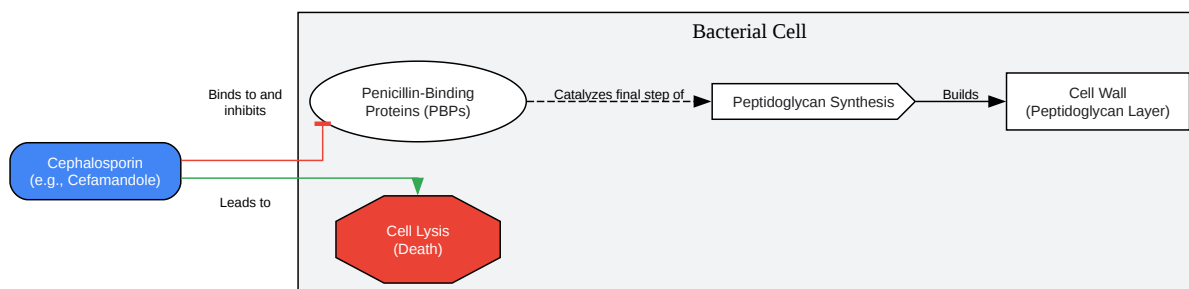 Bacterial Cell
Binds to and
inhibits
Penicillin-Binding
Proteins (PBPs)
Catalyzes final step of
Peptidoglycan Synthesis
Builds
Cell Wall
(Peptidoglycan Layer)
Cephalosporin
(e.g., Cefamandole)
Leads to
Cell Lysis
(Death)